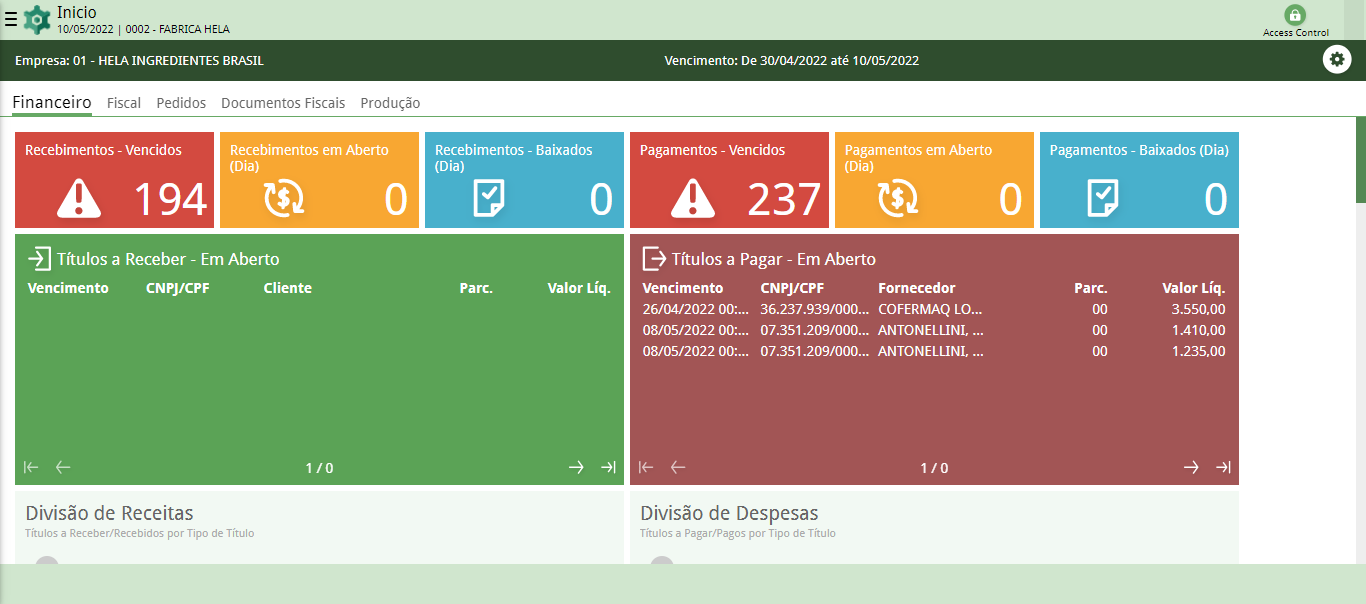 Inicio
10/05/2022 | 0002 - FABRICA HELA
Access Control
Empresa: 01 - HELA INGREDIENTES BRASIL
Vencimento: De 30/04/2022 até 10/05/2022
Financeiro Fiscal Pedidos Documentos Fiscais Produção
Recebimentos - Vencidos
194
Recebimentos em Aberto
(Dia)
0
Recebimentos - Baixados
(Dia)
0
Pagamentos - Vencidos
237
Pagamentos em Aberto
(Dia)
0
Pagamentos - Baixados (Dia)
0
Títulos a Receber - Em Aberto
Vencimento CNPJ/CPF Cliente Parc. Valor Líq.
1 / 0
Títulos a Pagar - Em Aberto
Vencimento CNPJ/CPF Fornecedor Parc. Valor Líq.
26/04/2022 00:... 36.237.939/000... COFERMAQ LO... 00 3.550,00
08/05/2022 00:... 07.351.209/000... ANTONELLINI, ... 00 1.410,00
08/05/2022 00:... 07.351.209/000... ANTONELLINI, ... 00 1.235,00
1 / 0
Divisão de Receitas
Títulos a Receber/Recebidos por Tipo de Título
Divisão de Despesas
Títulos a Pagar/Pagos por Tipo de Título